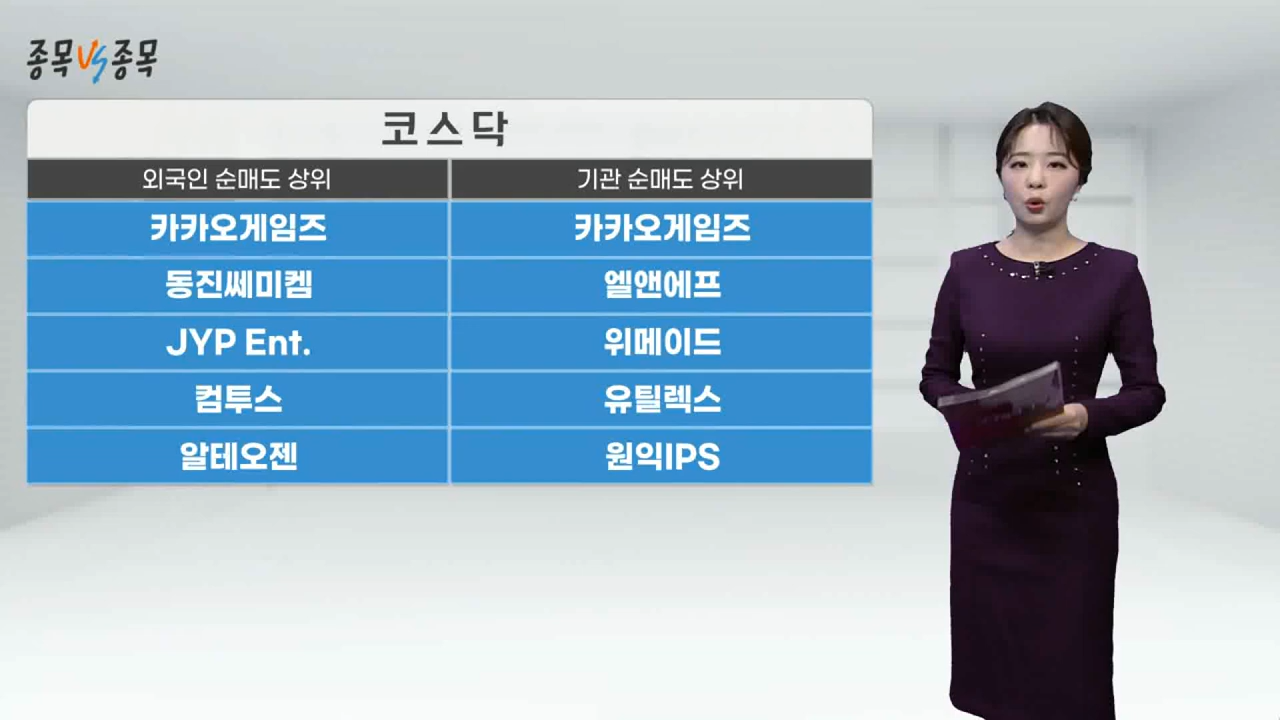 종목VS종목
코스닥
외국인 순매도 상위 기관 순매도 상위
카카오게임즈 카카오게임즈
동진쎄미켐 엘앤에프
JYP Ent. 위메이드
컴투스 유틸렉스
알테오젠 원익IPS